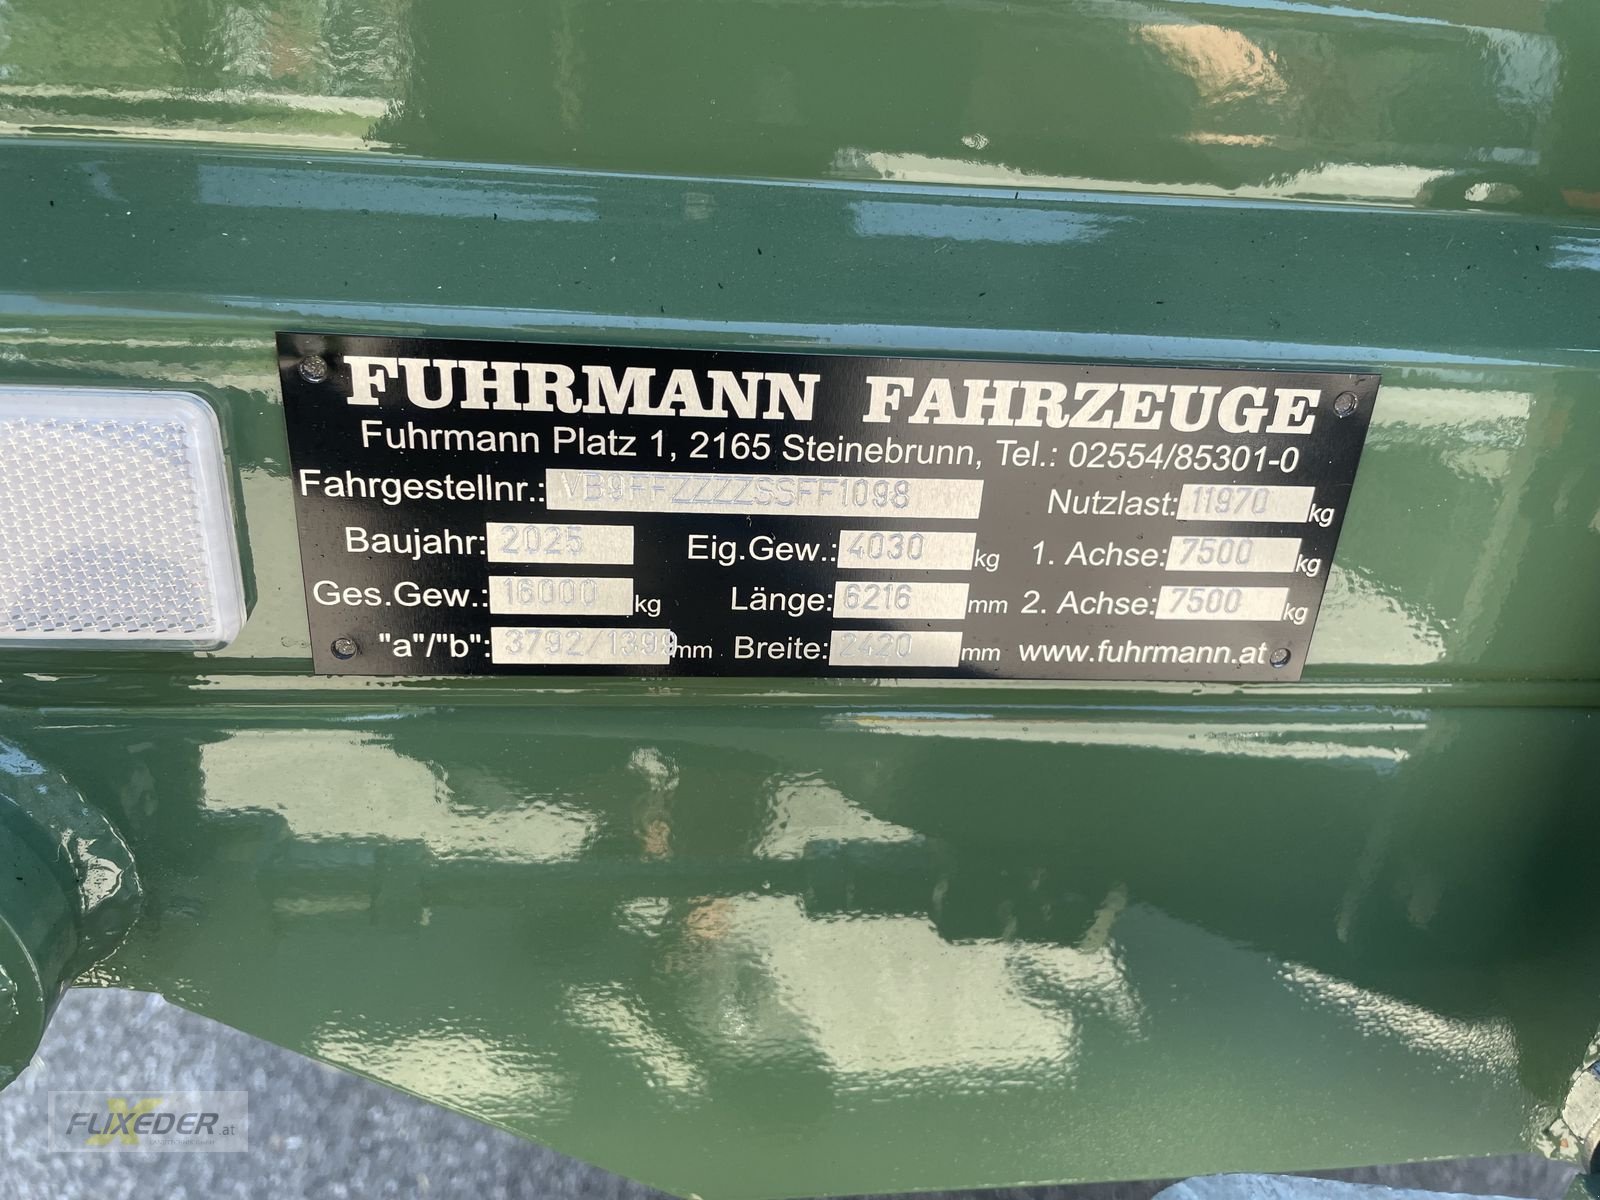 FUHRMANN FAHRZEUGE
Fuhrmann Platz 1, 2165 Steinebrunn, Tel.: 02554/85301-0
Fahrgestellnr.: VB9FFZZZZSSFF1098 Nutzlast: 11970 kg
Baujahr: 2025 Eig.Gew.: 4030 kg 1. Achse: 7500 kg
Ges.Gew.: 16000 kg Länge: 6216 mm 2. Achse: 7500 kg
"a"/"b": 3792/1399 mm Breite: 2420 mm www.fuhrmann.at
FLIXEDER.at